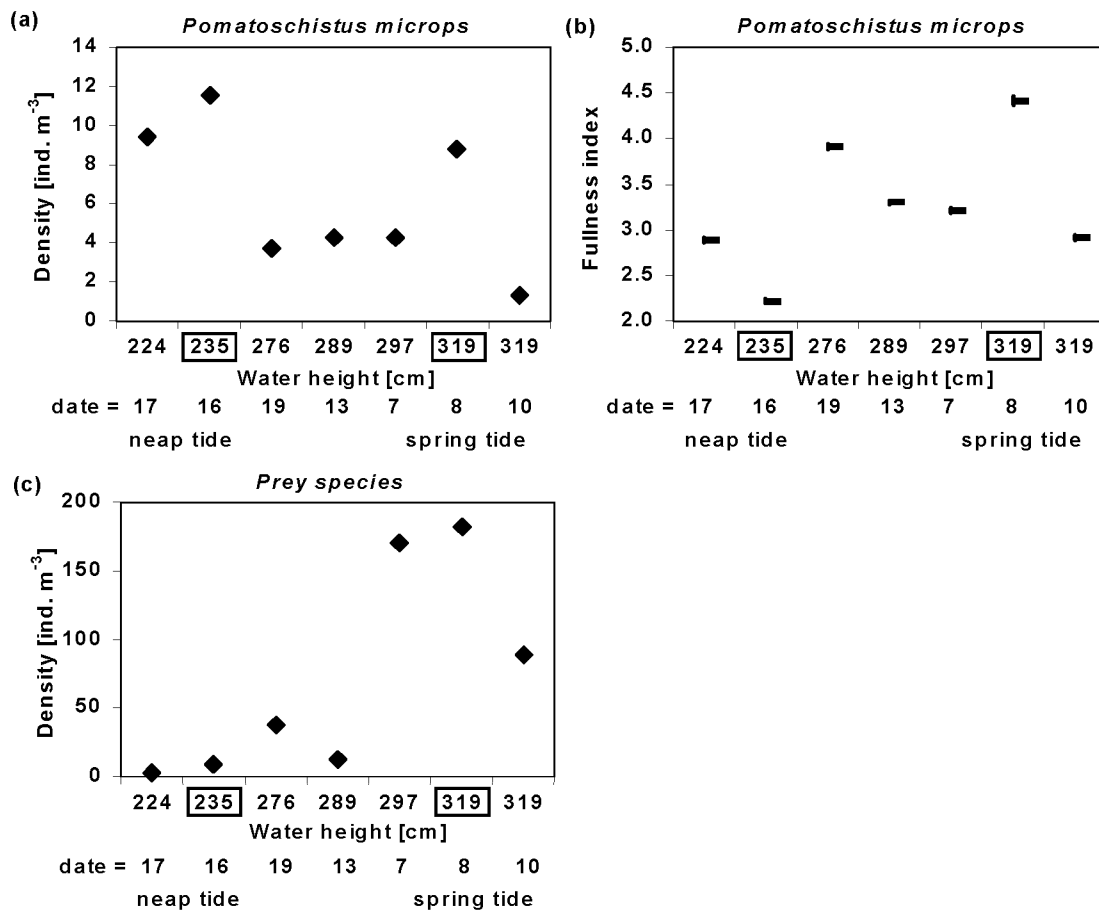 (a)
Pomatoschistus microps
Density [ind. m-3]
14
12
10
8
6
4
2
0
224 235 276 289 297 319 319
Water height [cm]
date = 17 16 19 13 7 8 10
neap tide spring tide
(b)
Pomatoschistus microps
Fullness index
5.0
4.5
4.0
3.5
3.0
2.5
2.0
224 235 276 289 297 319 319
Water height [cm]
date = 17 16 19 13 7 8 10
neap tide spring tide
(c)
Prey species
Density [ind. m-3]
200
150
100
50
0
224 235 276 289 297 319 319
Water height [cm]
date = 17 16 19 13 7 8 10
neap tide spring tide